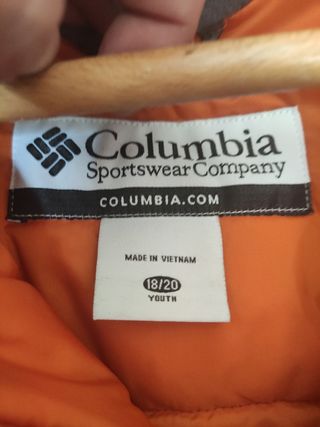 Columbia
Sportswear Company
COLUMBIA.COM
MADE IN VIETNAM
18/20
YOUTH